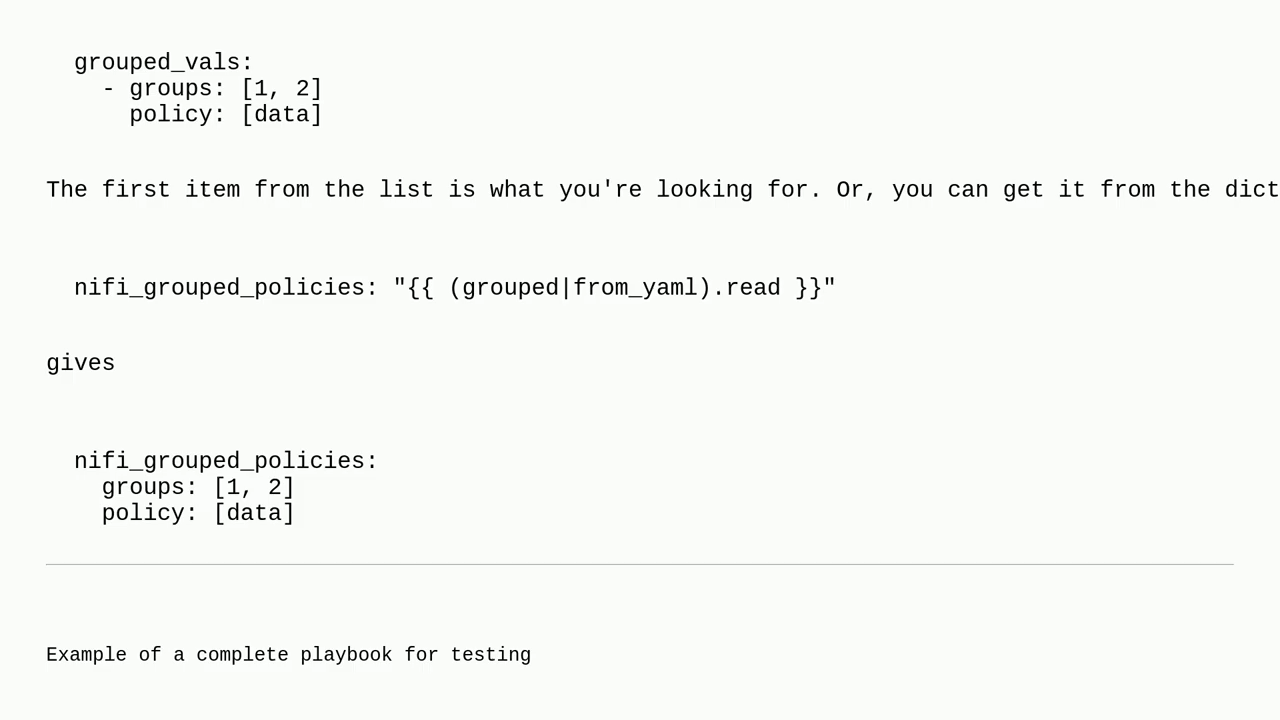 grouped_vals:
- groups: [1, 2]
policy: [data]
The first item from the list is what you're looking for. Or, you can get it from the dict
nifi_grouped_policies: "{{ (grouped|from_yaml).read }}"
gives
nifi_grouped_policies:
groups: [1, 2]
policy: [data]
Example of a complete playbook for testing